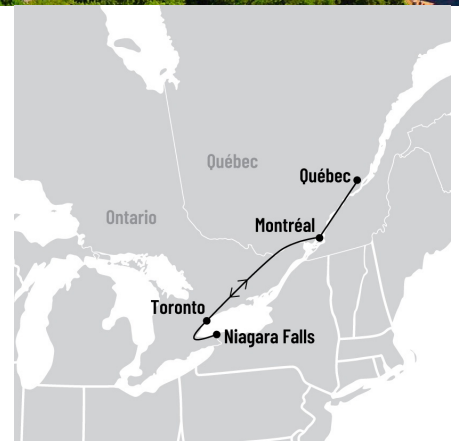 Québec
Québec
Ontario
Montréal
Toronto
Niagara Falls